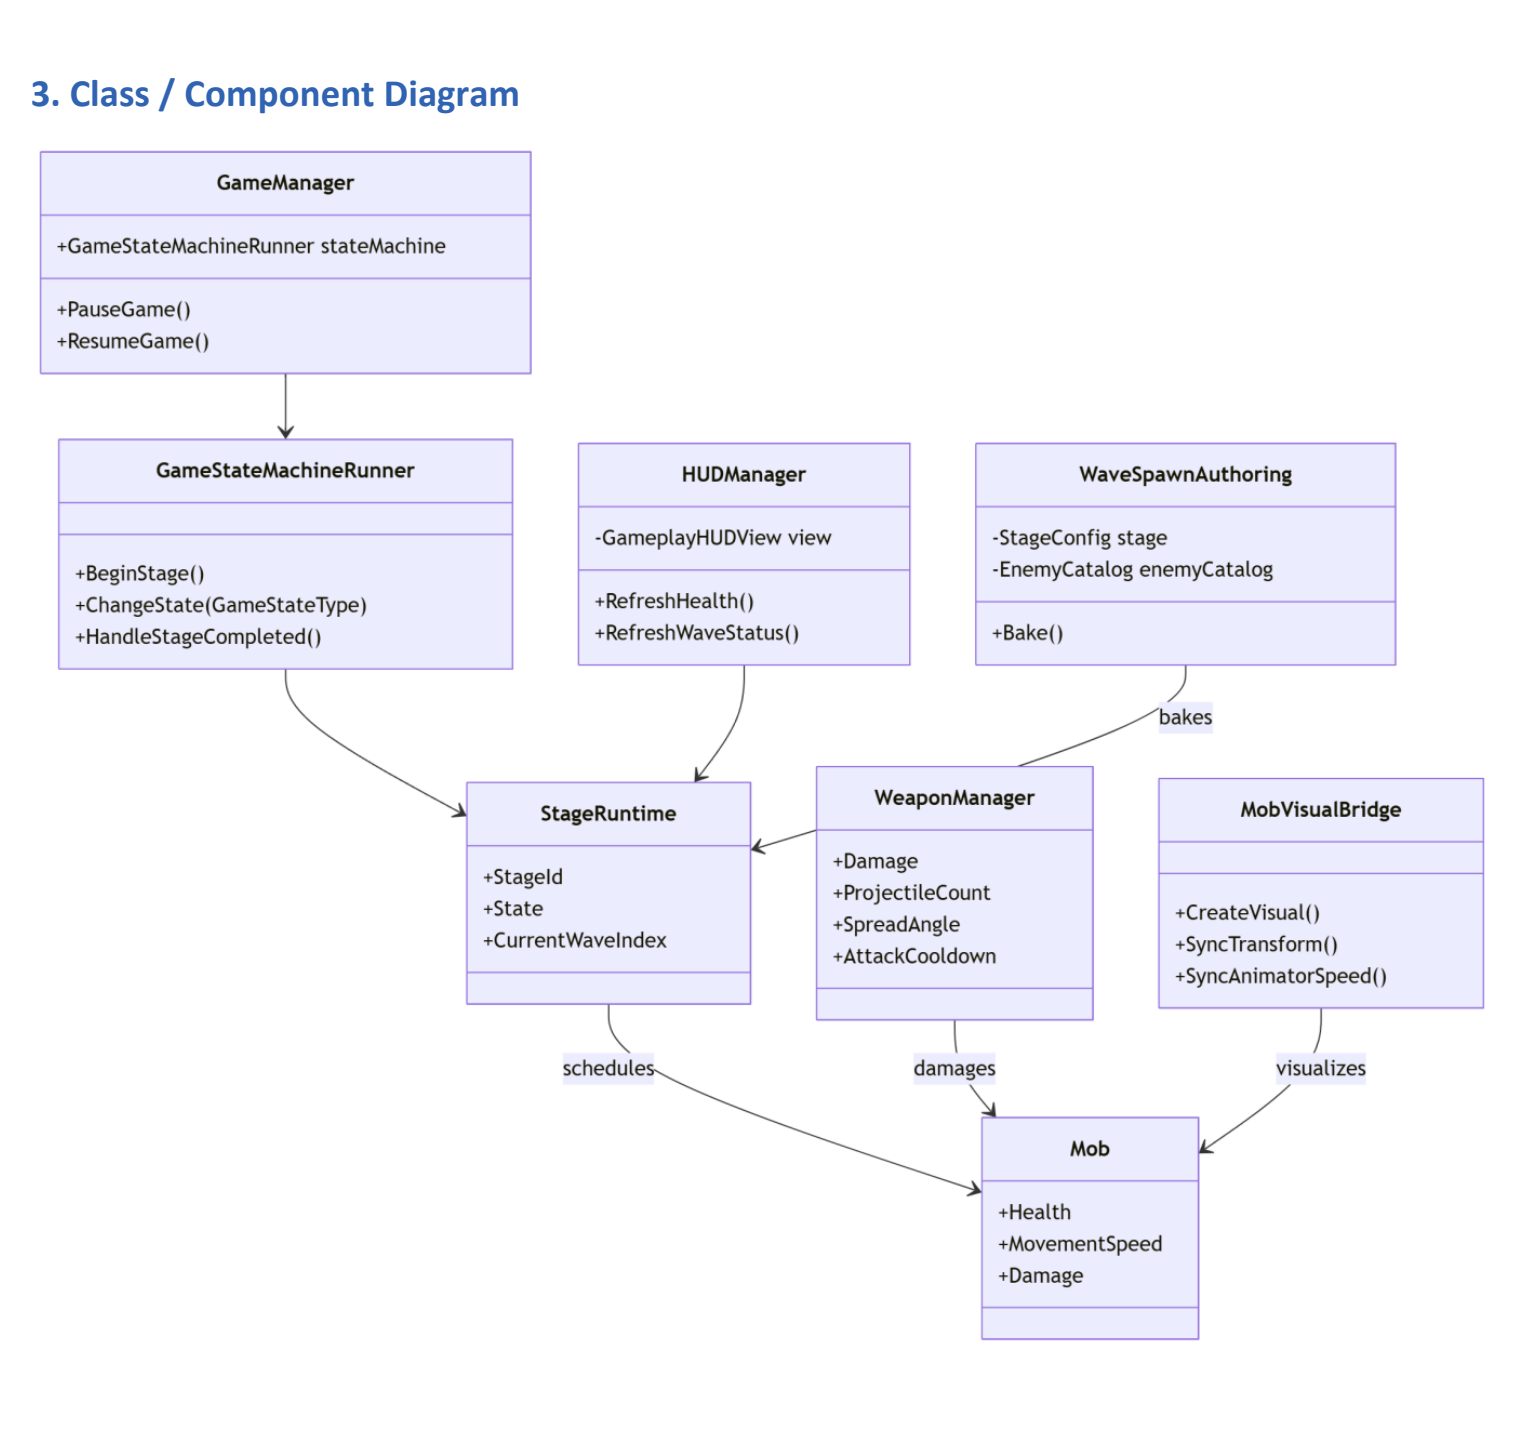 3. Class / Component Diagram
GameManager
+GameStateMachineRunner stateMachine
+PauseGame()
+ResumeGame()
GameStateMachineRunner
+BeginStage()
+ChangeState(GameStateType)
+HandleStageCompleted()
HUDManager
-GameplayHUDView view
+RefreshHealth()
+RefreshWaveStatus()
WaveSpawnAuthoring
-StageConfig stage
-EnemyCatalog enemyCatalog
+Bake()
bakes
StageRuntime
+StageId
+State
+CurrentWaveIndex
WeaponManager
+Damage
+ProjectileCount
+SpreadAngle
+AttackCooldown
MobVisualBridge
+CreateVisual()
+SyncTransform()
+SyncAnimatorSpeed()
schedules
damages
visualizes
Mob
+Health
+MovementSpeed
+Damage